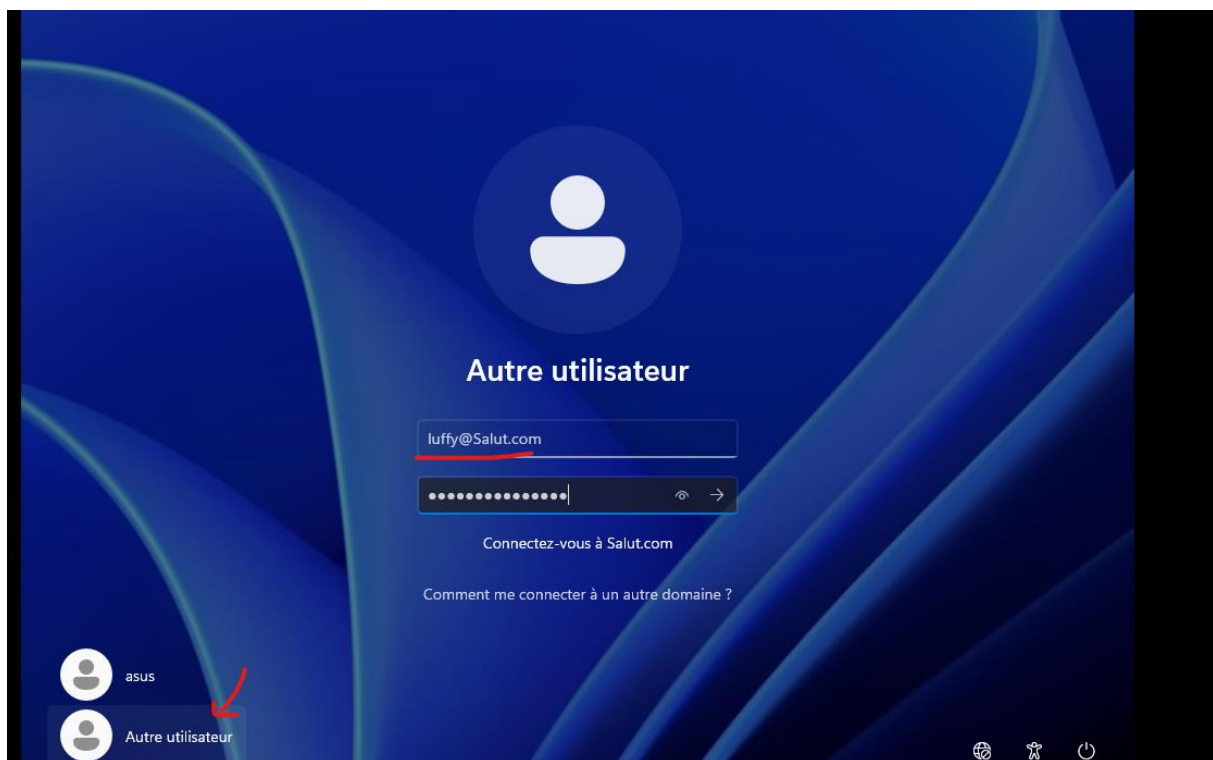 Autre utilisateur
luffy@Salut.com
Connectez-vous à Salut.com
Comment me connecter à un autre domaine ?
asus
Autre utilisateur